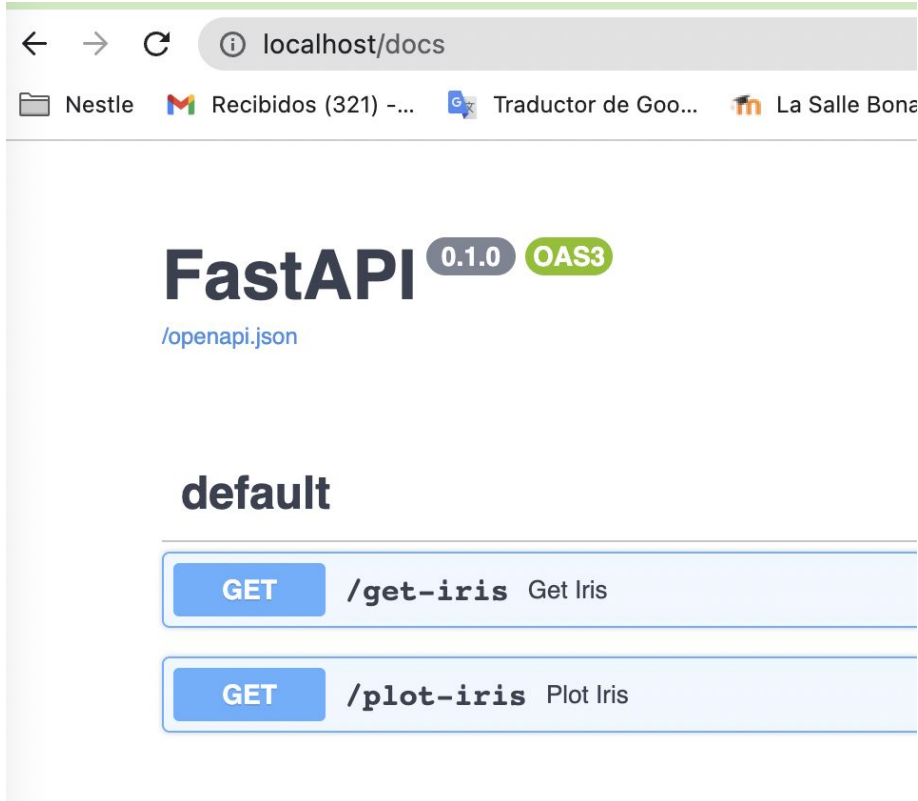 localhost/docs
Nestle Recibidos (321) -... Traductor de Goo... La Salle Bona
FastAPI 0.1.0 OAS3
/openapi.json
default
GET /get-iris Get Iris
GET /plot-iris Plot Iris